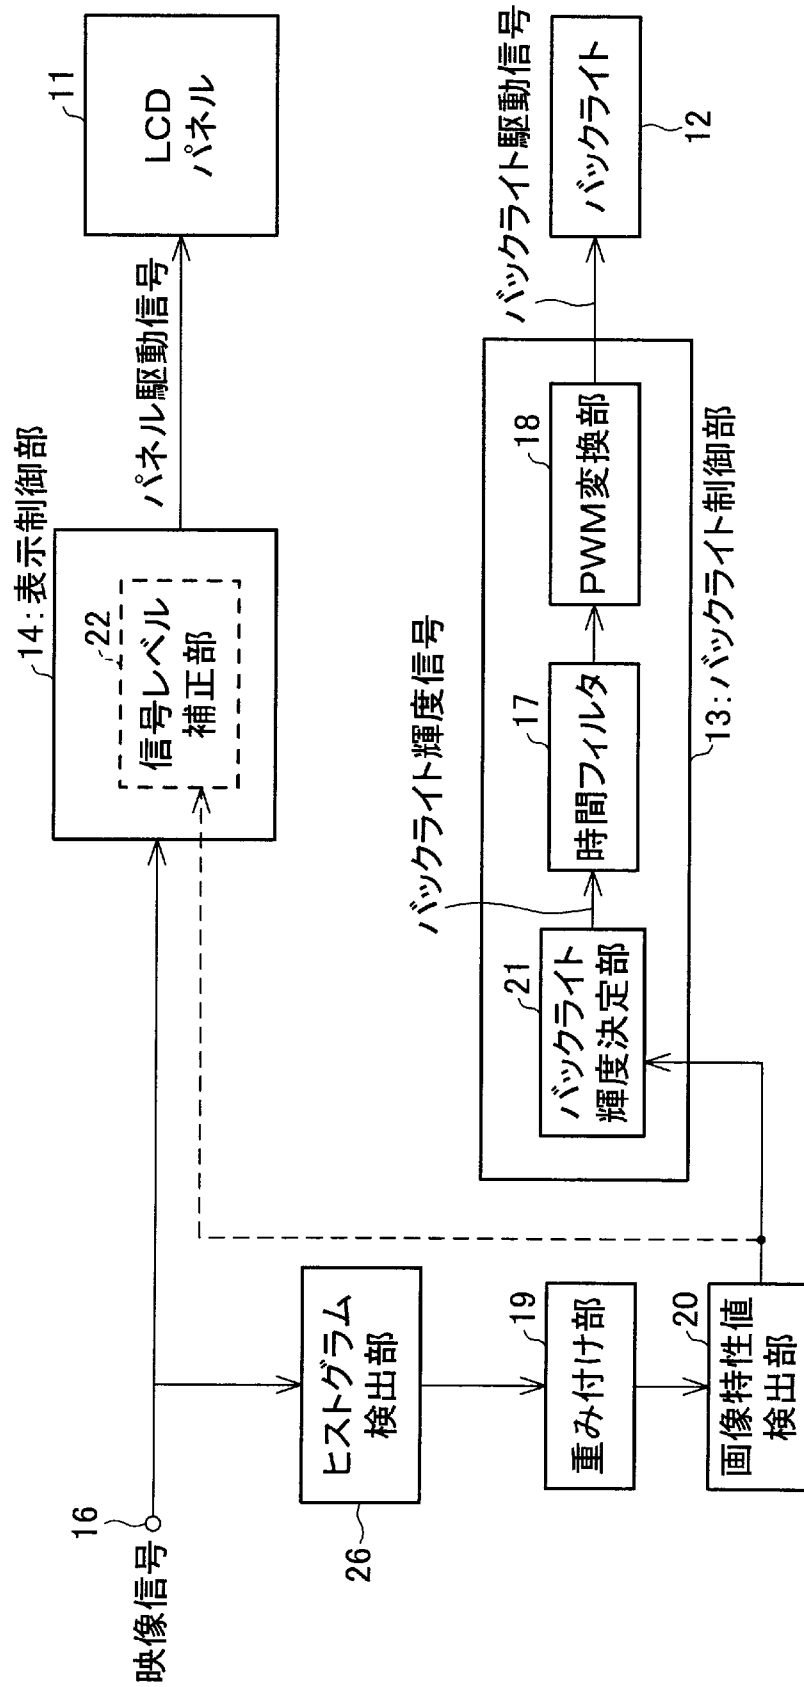 映像信号
16
14:表示制御部
22
信号レベル
補正部
パネル駆動信号
11
LCD
パネル
ヒストグラム
検出部
26
19
重み付け部
20
画像特性値
検出部
バックライト輝度信号
21
バックライト
輝度決定部
17
時間フィルタ
18
PWM変換部
13:バックライト制御部
バックライト駆動信号
バックライト
12